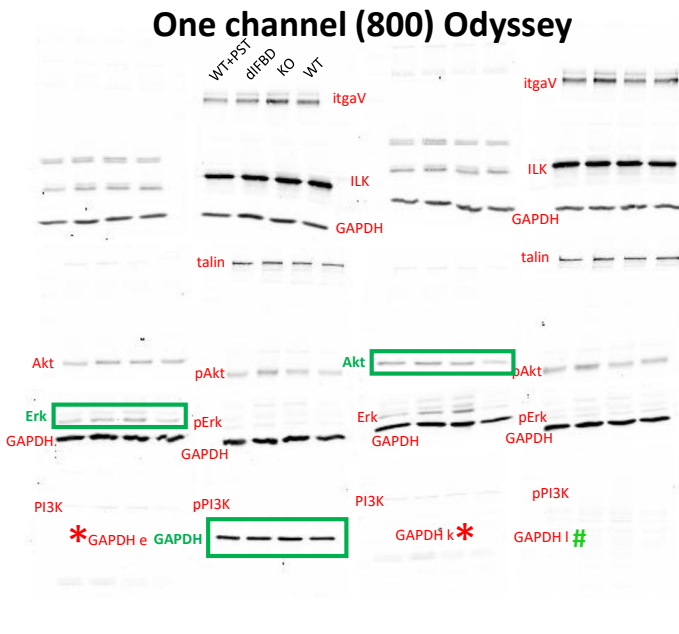 One channel (800) Odyssey
WT+PST dIFBD KO WT
itgaV
itgaV
ILK
ILK
GAPDH
GAPDH
talin
talin
Akt
pAkt
Akt
pAkt
Erk
pErk
Erk
pErk
GAPDH
GAPDH
GAPDH
GAPDH
PI3K
pPI3K
PI3K
pPI3K
* GAPDH e
GAPDH
GAPDH k *
GAPDH l #